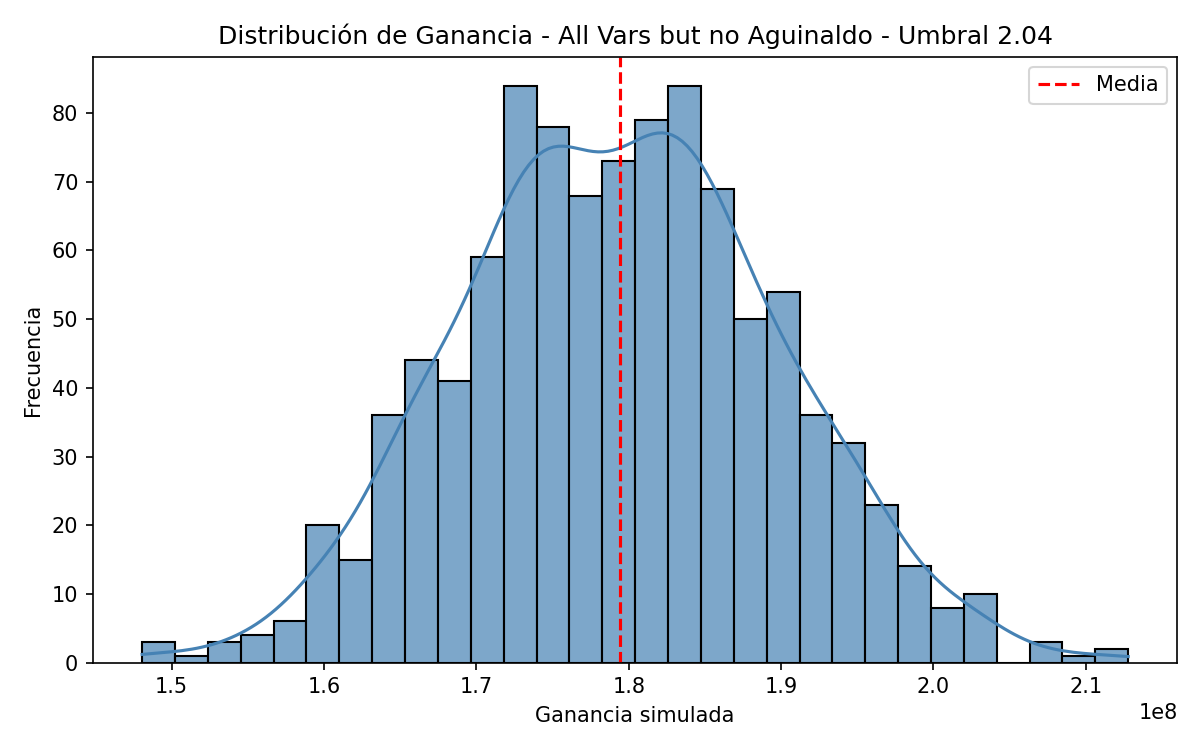 Distribución de Ganancia - All Vars but no Aguinaldo - Umbral 2.04
Media
Frecuencia
80
70
60
50
40
30
20
10
0
1.5 1.6 1.7 1.8 1.9 2.0 2.1
1e8
Ganancia simulada